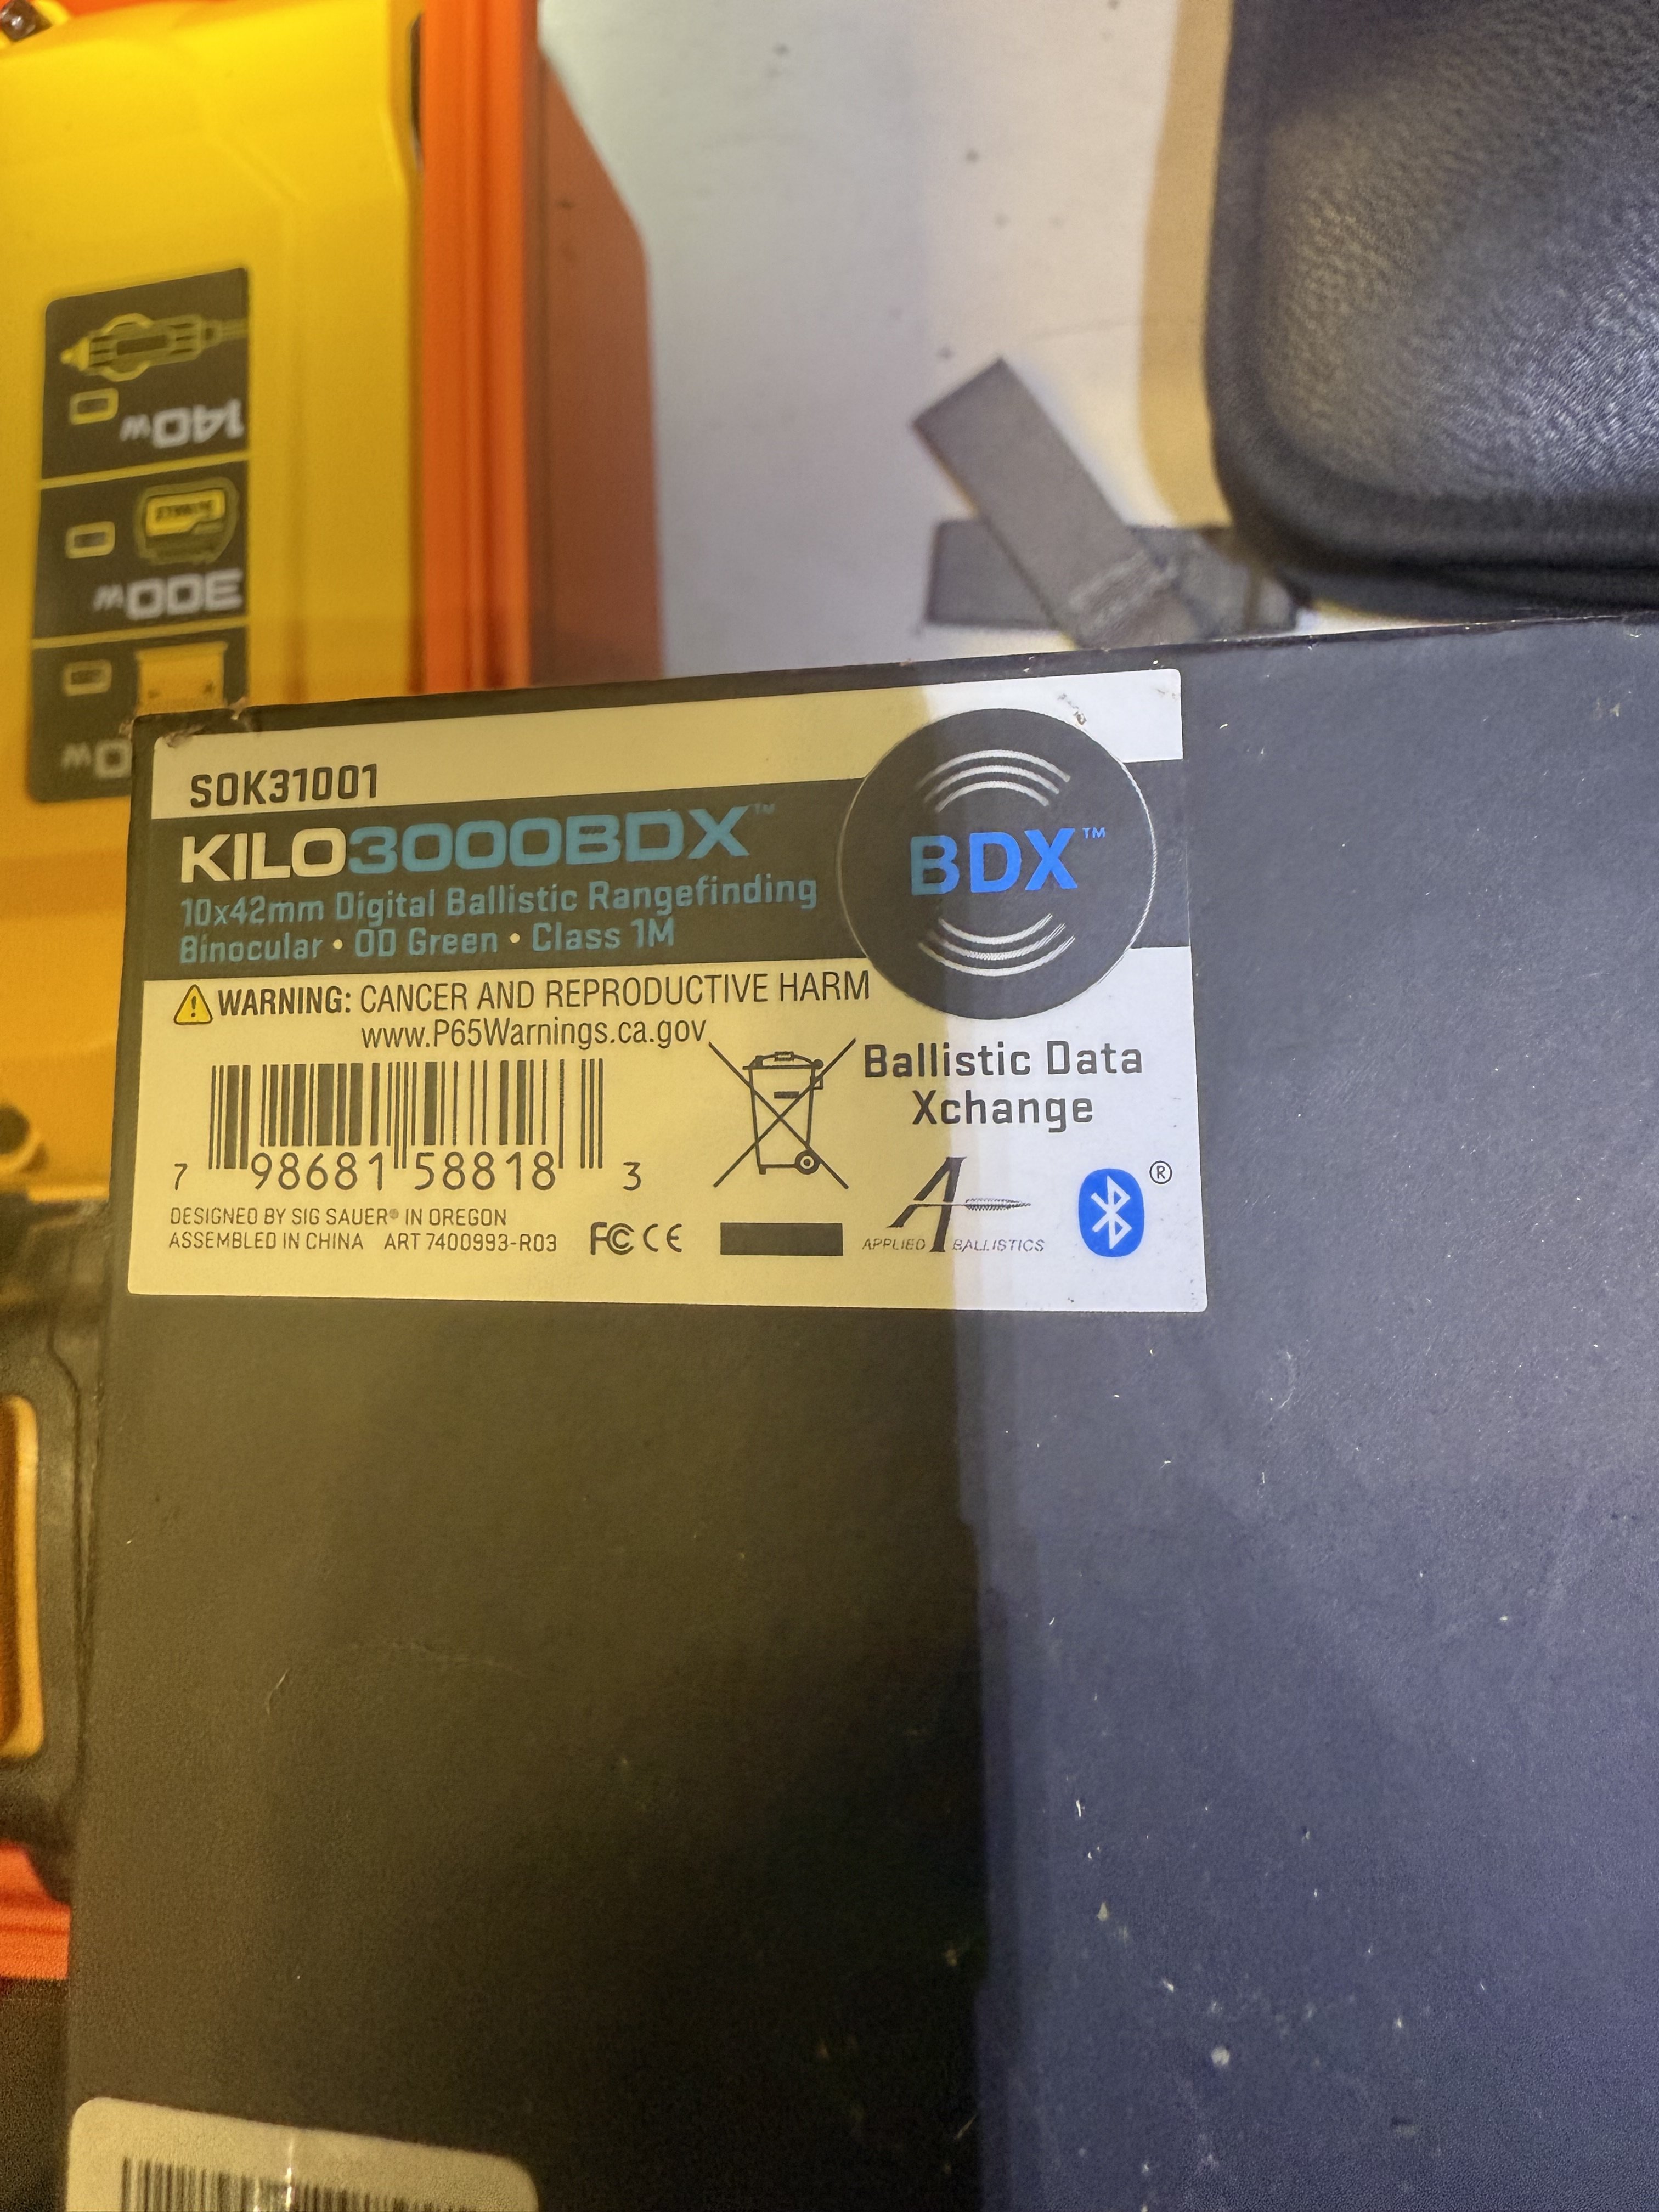 140W
300W
SOK31001
KILO3000BDX™
10x42mm Digital Ballistic Rangefinding
Binocular • OD Green • Class 1M
BDX™
⚠ WARNING: CANCER AND REPRODUCTIVE HARM
www.P65Warnings.ca.gov
Ballistic Data
Xchange
7 98681 58818 3
DESIGNED BY SIG SAUER® IN OREGON
ASSEMBLED IN CHINA ART 7400993-R03
FC CE
APPLIED BALLISTICS
®